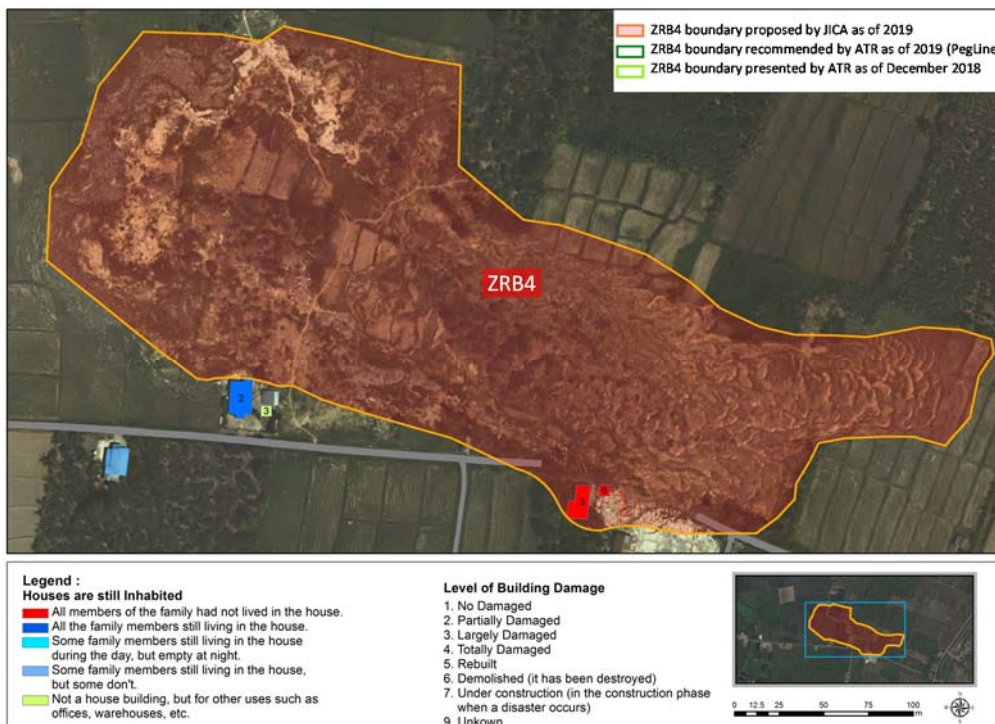 ZRB4 boundary proposed by JICA as of 2019
ZRB4 boundary recommended by ATR as of 2019 (PegLine
ZRB4 boundary presented by ATR as of December 2018
ZRB4
2
3
3
Legend :
Houses are still Inhabited
All members of the family had not lived in the house.
All the family members still living in the house.
Some family members still living in the house
during the day, but empty at night.
Some family members still living in the house,
but some don't.
Not a house building, but for other uses such as
offices, warehouses, etc.
Level of Building Damage
1. No Damaged
2. Partially Damaged
3. Largely Damaged
4. Totally Damaged
5. Rebuilt
6. Demolished (it has been destroyed)
7. Under construction (in the construction phase
when a disaster occurs)
9. Unkown
0 12.5 25 50 75 100
m
N